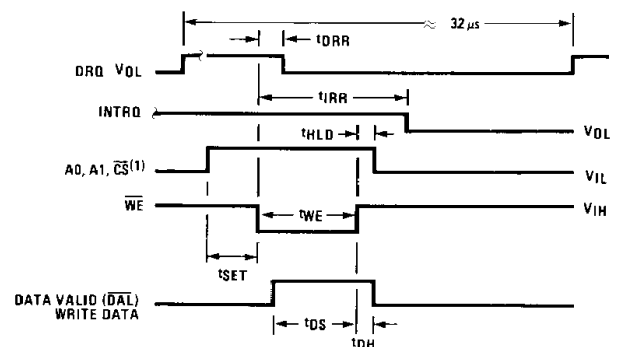 ≈ 32 μs
tDRR
DRQ VOL
tIRR
INTRQ
tHLD
VOL
A0, A1, CS(1)
VIL
WE
tWE
VIH
tSET
DATA VALID (DAL)
WRITE DATA
tDS
tDH